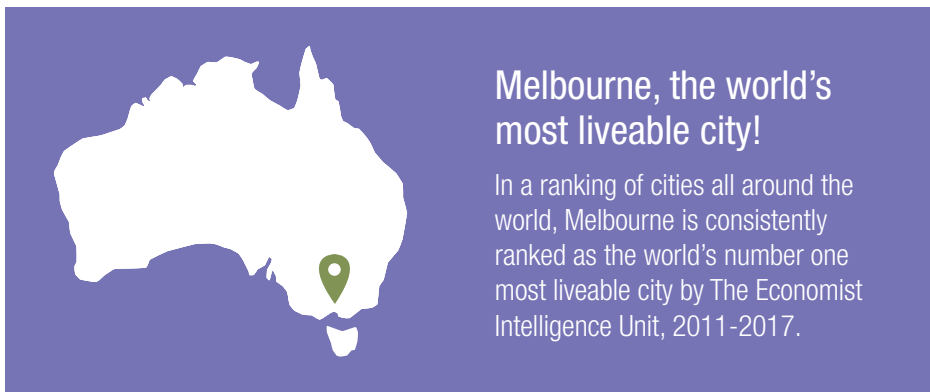 Melbourne, the world's
most liveable city!
In a ranking of cities all around the
world, Melbourne is consistently
ranked as the world's number one
most liveable city by The Economist
Intelligence Unit, 2011-2017.